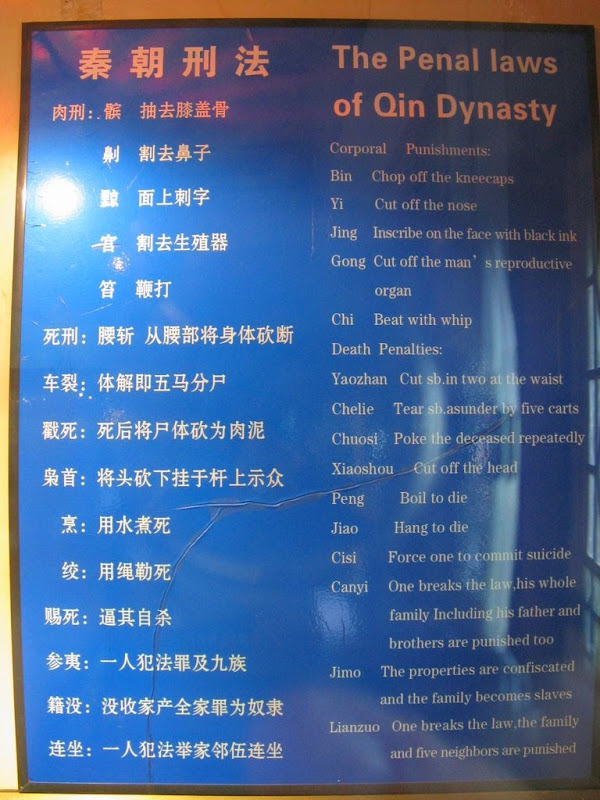 秦朝刑法
肉刑：髌 抽去膝盖骨
劓 割去鼻子
黥 面上刺字
宫 割去生殖器
笞 鞭打
死刑：腰斩 从腰部将身体砍断
车裂：体解即五马分尸
戳死：死后将尸体砍为肉泥
枭首：将头砍下挂于杆上示众
烹：用水煮死
绞：用绳勒死
赐死：逼其自杀
参夷：一人犯法罪及九族
籍没：没收家产全家罪为奴隶
连坐：一人犯法举家邻伍连坐
The Penal laws
of Qin Dynasty
Corporal Punishments:
Bin Chop off the kneecaps
Yi Cut off the nose
Jing Inscribe on the face with black ink
Gong Cut off the man's reproductive
organ
Chi Beat with whip
Death Penalties:
Yaozhan Cut sb.in two at the waist
Chelie Tear sb.asunder by five carts
Chuosi Poke the deceased repeatedly
Xiaoshou Cut off the head
Peng Boil to die
Jiao Hang to die
Cisi Force one to commit suicide
Canyi One breaks the law,his whole
family Including his father and
brothers are punished too
Jimo The properties are confiscated
and the family becomes slaves
Lianzuo One breaks the law,the family
and five neighbors are punished